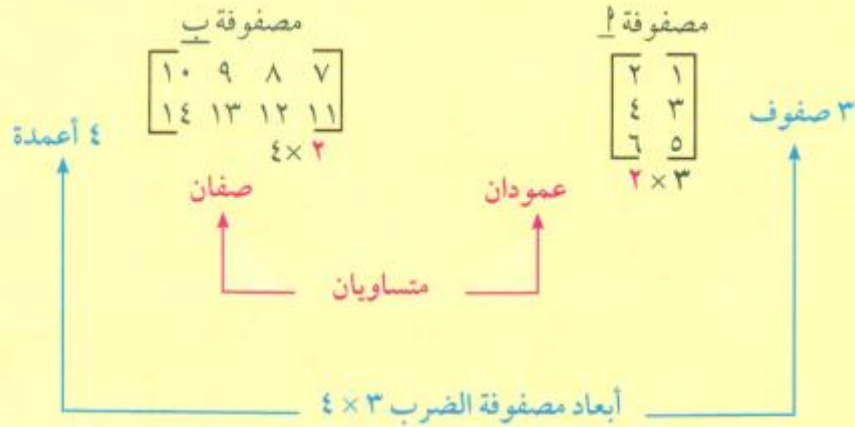 مصفوفة أ
مصفوفة ب
١ ٢
٣ ٤
٥ ٦
٣ × ٢
٧ ٨ ٩ ١٠
١١ ١٢ ١٣ ١٤
٢ × ٤
٣ صفوف
٤ أعمدة
عمودان
صفان
متساويان
أبعاد مصفوفة الضرب ٣ × ٤